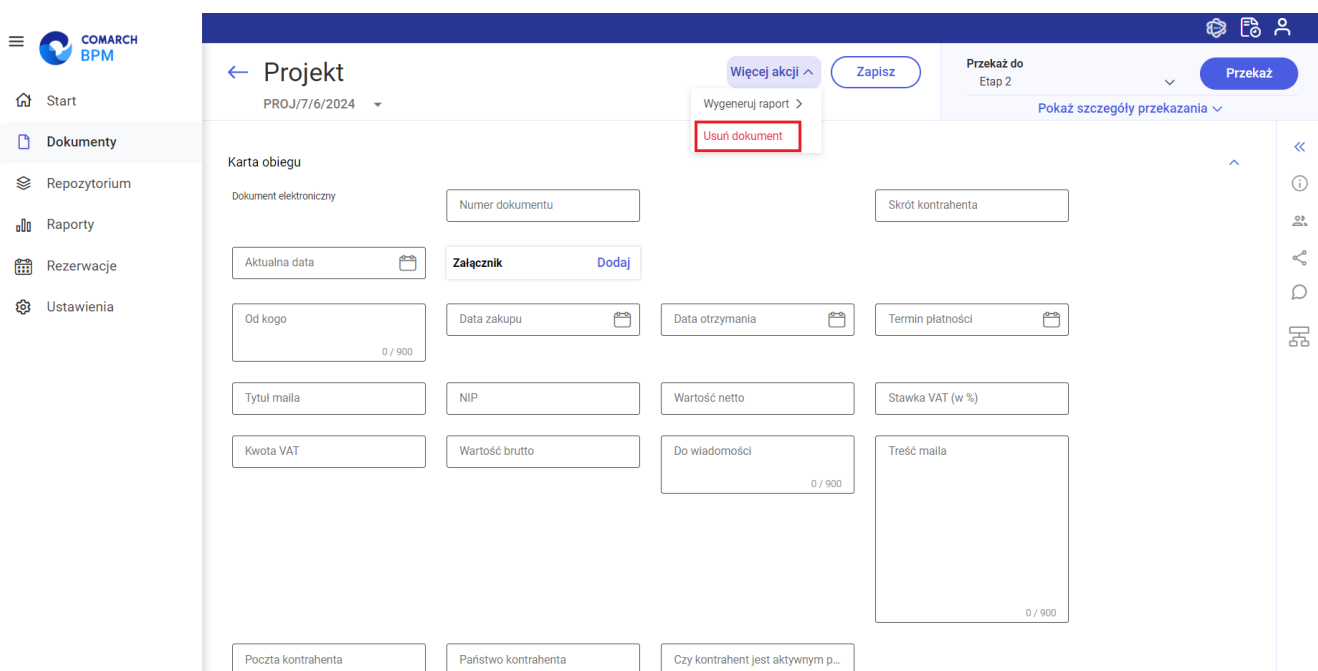 COMARCH
BPM
Start
Dokumenty
Repozytorium
Raporty
Rezerwacje
Ustawienia
Projekt
PROJ/7/6/2024
Więcej akcji
Zapisz
Wygeneruj raport
Usuń dokument
Przekaż do
Etap 2
Przekaż
Pokaż szczegóły przekazania
Karta obiegu
Dokument elektroniczny
Numer dokumentu
Skrót kontrahenta
Aktualna data
Załącznik
Dodaj
Od kogo
0 / 900
Data zakupu
Data otrzymania
Termin płatności
Tytuł maila
NIP
Wartość netto
Stawka VAT (w %)
Kwota VAT
Wartość brutto
Do wiadomości
0 / 900
Treść maila
0 / 900
Poczta kontrahenta
Państwo kontrahenta
Czy kontrahent jest aktywnym p...